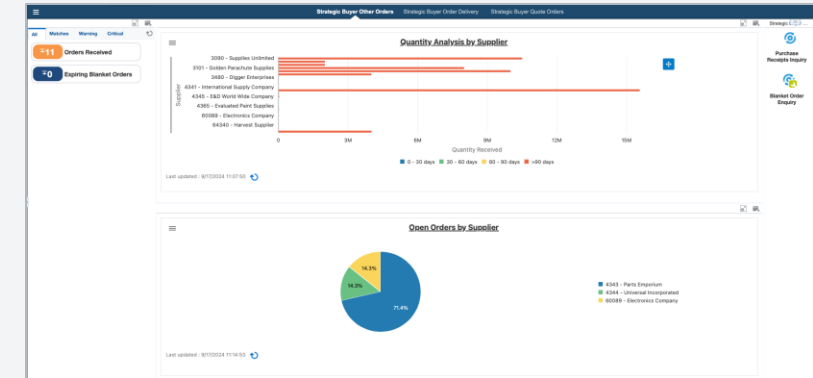 Strategic Buyer Other Orders Strategic Buyer Order Delivery Strategic Buyer Quote Orders
All Matches Warning Critical
11 Orders Received
0 Expiring Blanket Orders
Quantity Analysis by Supplier
Supplier
3090 - Supplies Unlimited
3101 - Golden Parachute Supplies
3480 - Digger Enterprises
4341 - International Supply Company
4345 - E&D World Wide Company
4365 - Evaluated Paint Supplies
60089 - Electronics Company
64340 - Harvest Supplier
0 3M 6M 9M 12M 15M
Quantity Received
0 - 30 days 30 - 60 days 60 - 90 days >90 days
Last updated : 9/17/2024 11:07:50
Open Orders by Supplier
14.3%
14.3%
71.4%
4343 - Parts Emporium
4344 - Universal Incorporated
60089 - Electronics Company
Last updated : 9/17/2024 11:14:53
Strategic
Purchase
Receipts Inquiry
Blanket Order
Enquiry